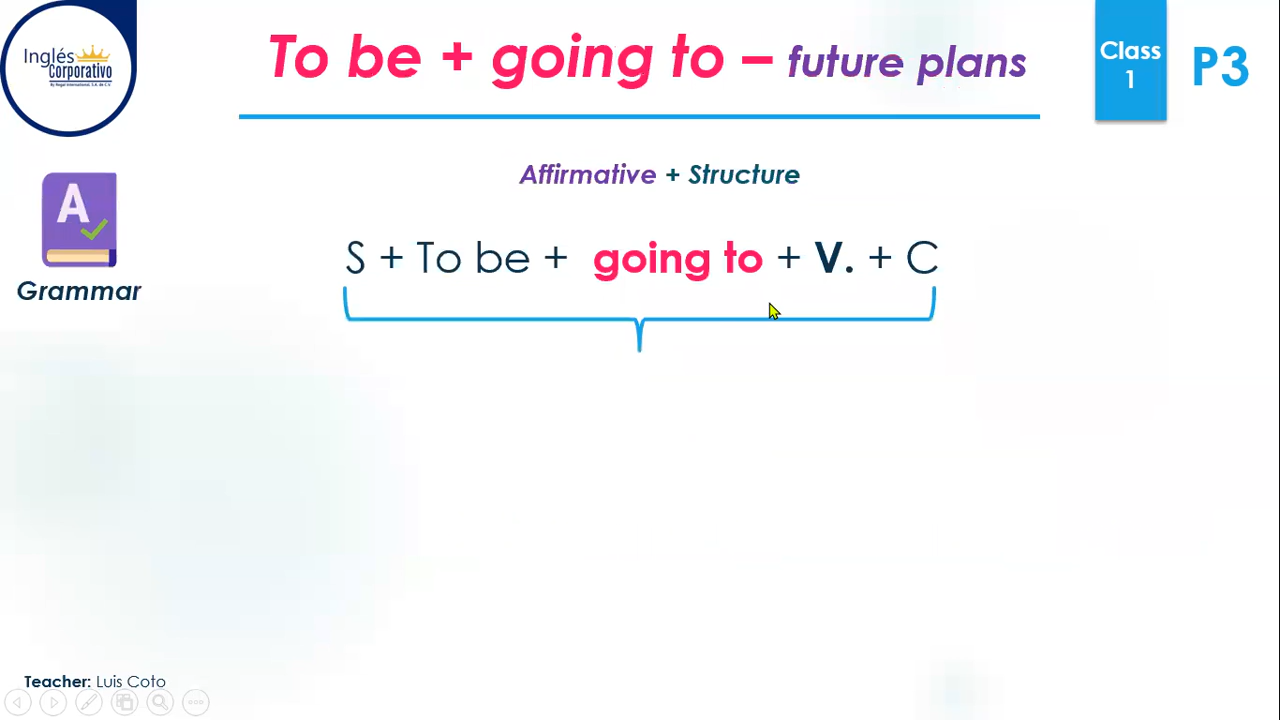 Inglés
Corporativo
To be + going to – future plans
Class
1
P3
Affirmative + Structure
A
S + To be + going to + V. + C
Grammar
Teacher: Luis Coto